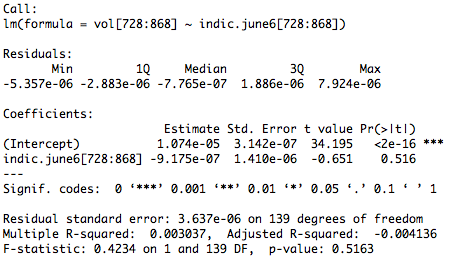 Call:
lm(formula = vol[728:868] ~ indic.june6[728:868])
Residuals:
Min 1Q Median 3Q Max
-5.357e-06 -2.883e-06 -7.765e-07 1.886e-06 7.924e-06
Coefficients:
Estimate Std. Error t value Pr(>|t|)
(Intercept) 1.074e-05 3.142e-07 34.195 <2e-16 ***
indic.june6[728:868] -9.175e-07 1.410e-06 -0.651 0.516
---
Signif. codes: 0 ‘***’ 0.001 ‘**’ 0.01 ‘*’ 0.05 ‘.’ 0.1 ‘ ’ 1
Residual standard error: 3.637e-06 on 139 degrees of freedom
Multiple R-squared: 0.003037, Adjusted R-squared: -0.004136
F-statistic: 0.4234 on 1 and 139 DF, p-value: 0.5163